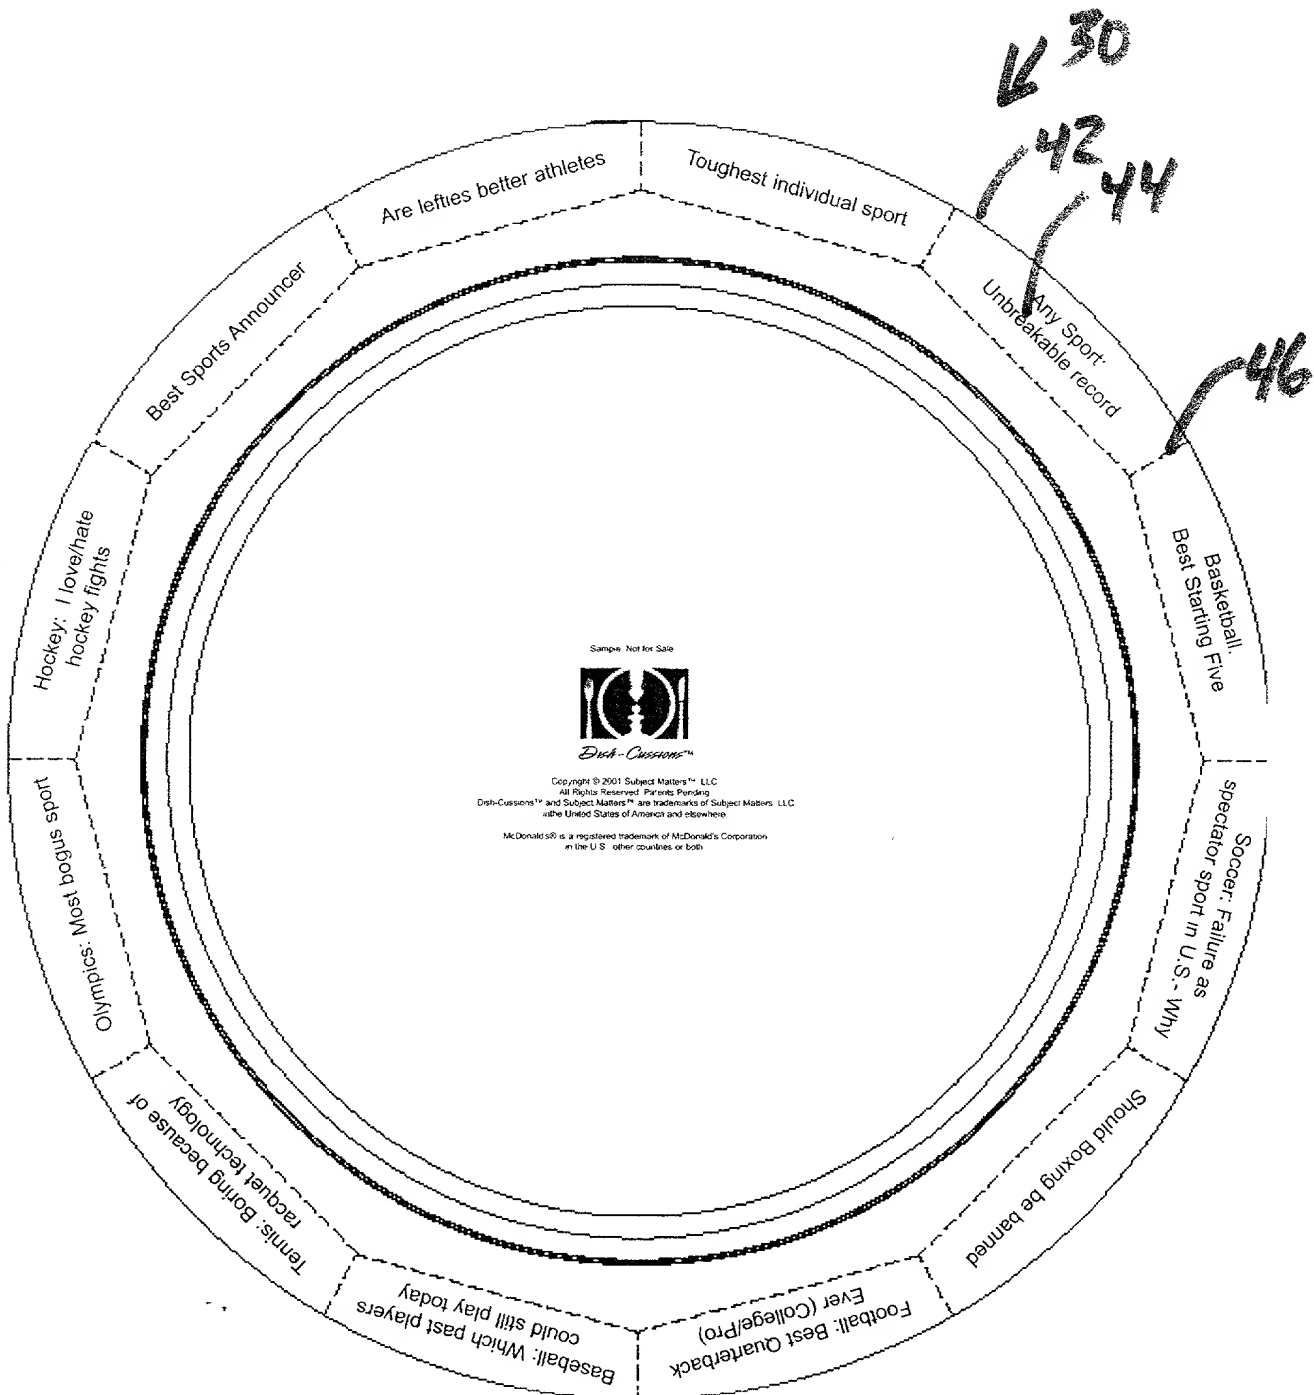 30
42
44
46
Toughest individual sport
Any Sport:
Unbreakable record
Basketball.
Best Starting Five
Soccer: Failure as
spectator sport in U.S.- Why
Should Boxing be banned
Football: Best Quarterback
Ever (College/Pro)
Baseball: Which past players
could still play today
Tennis: Boring because of
racquet technology
Olympics: Most bogus sport
Hockey: I love/hate
hockey fights
Best Sports Announcer
Are lefties better athletes
Sample Not for Sale
Dish-Cussions™
Copyright © 2001 Subject Matters™ LLC
All Rights Reserved Patents Pending
Dish-Cussions™ and Subject Matters™ are trademarks of Subject Matters LLC
in the United States of America and elsewhere
McDonald's® is a registered trademark of McDonald's Corporation
in the U S other countries or both